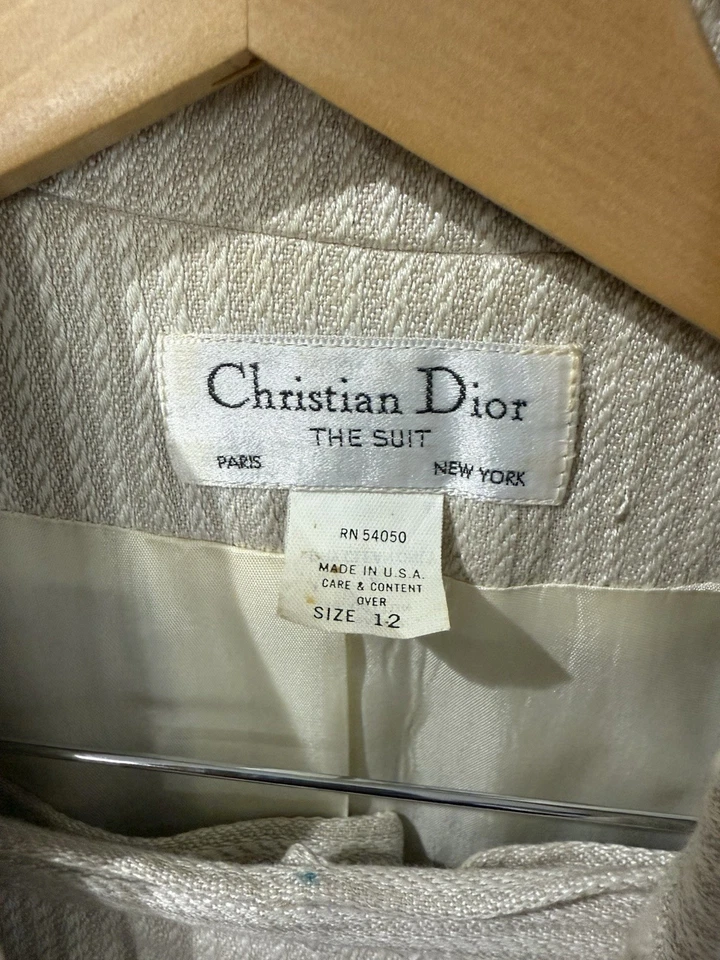 Christian Dior
THE SUIT
PARIS NEW YORK
RN 54050
MADE IN U.S.A.
CARE & CONTENT
OVER
SIZE 12